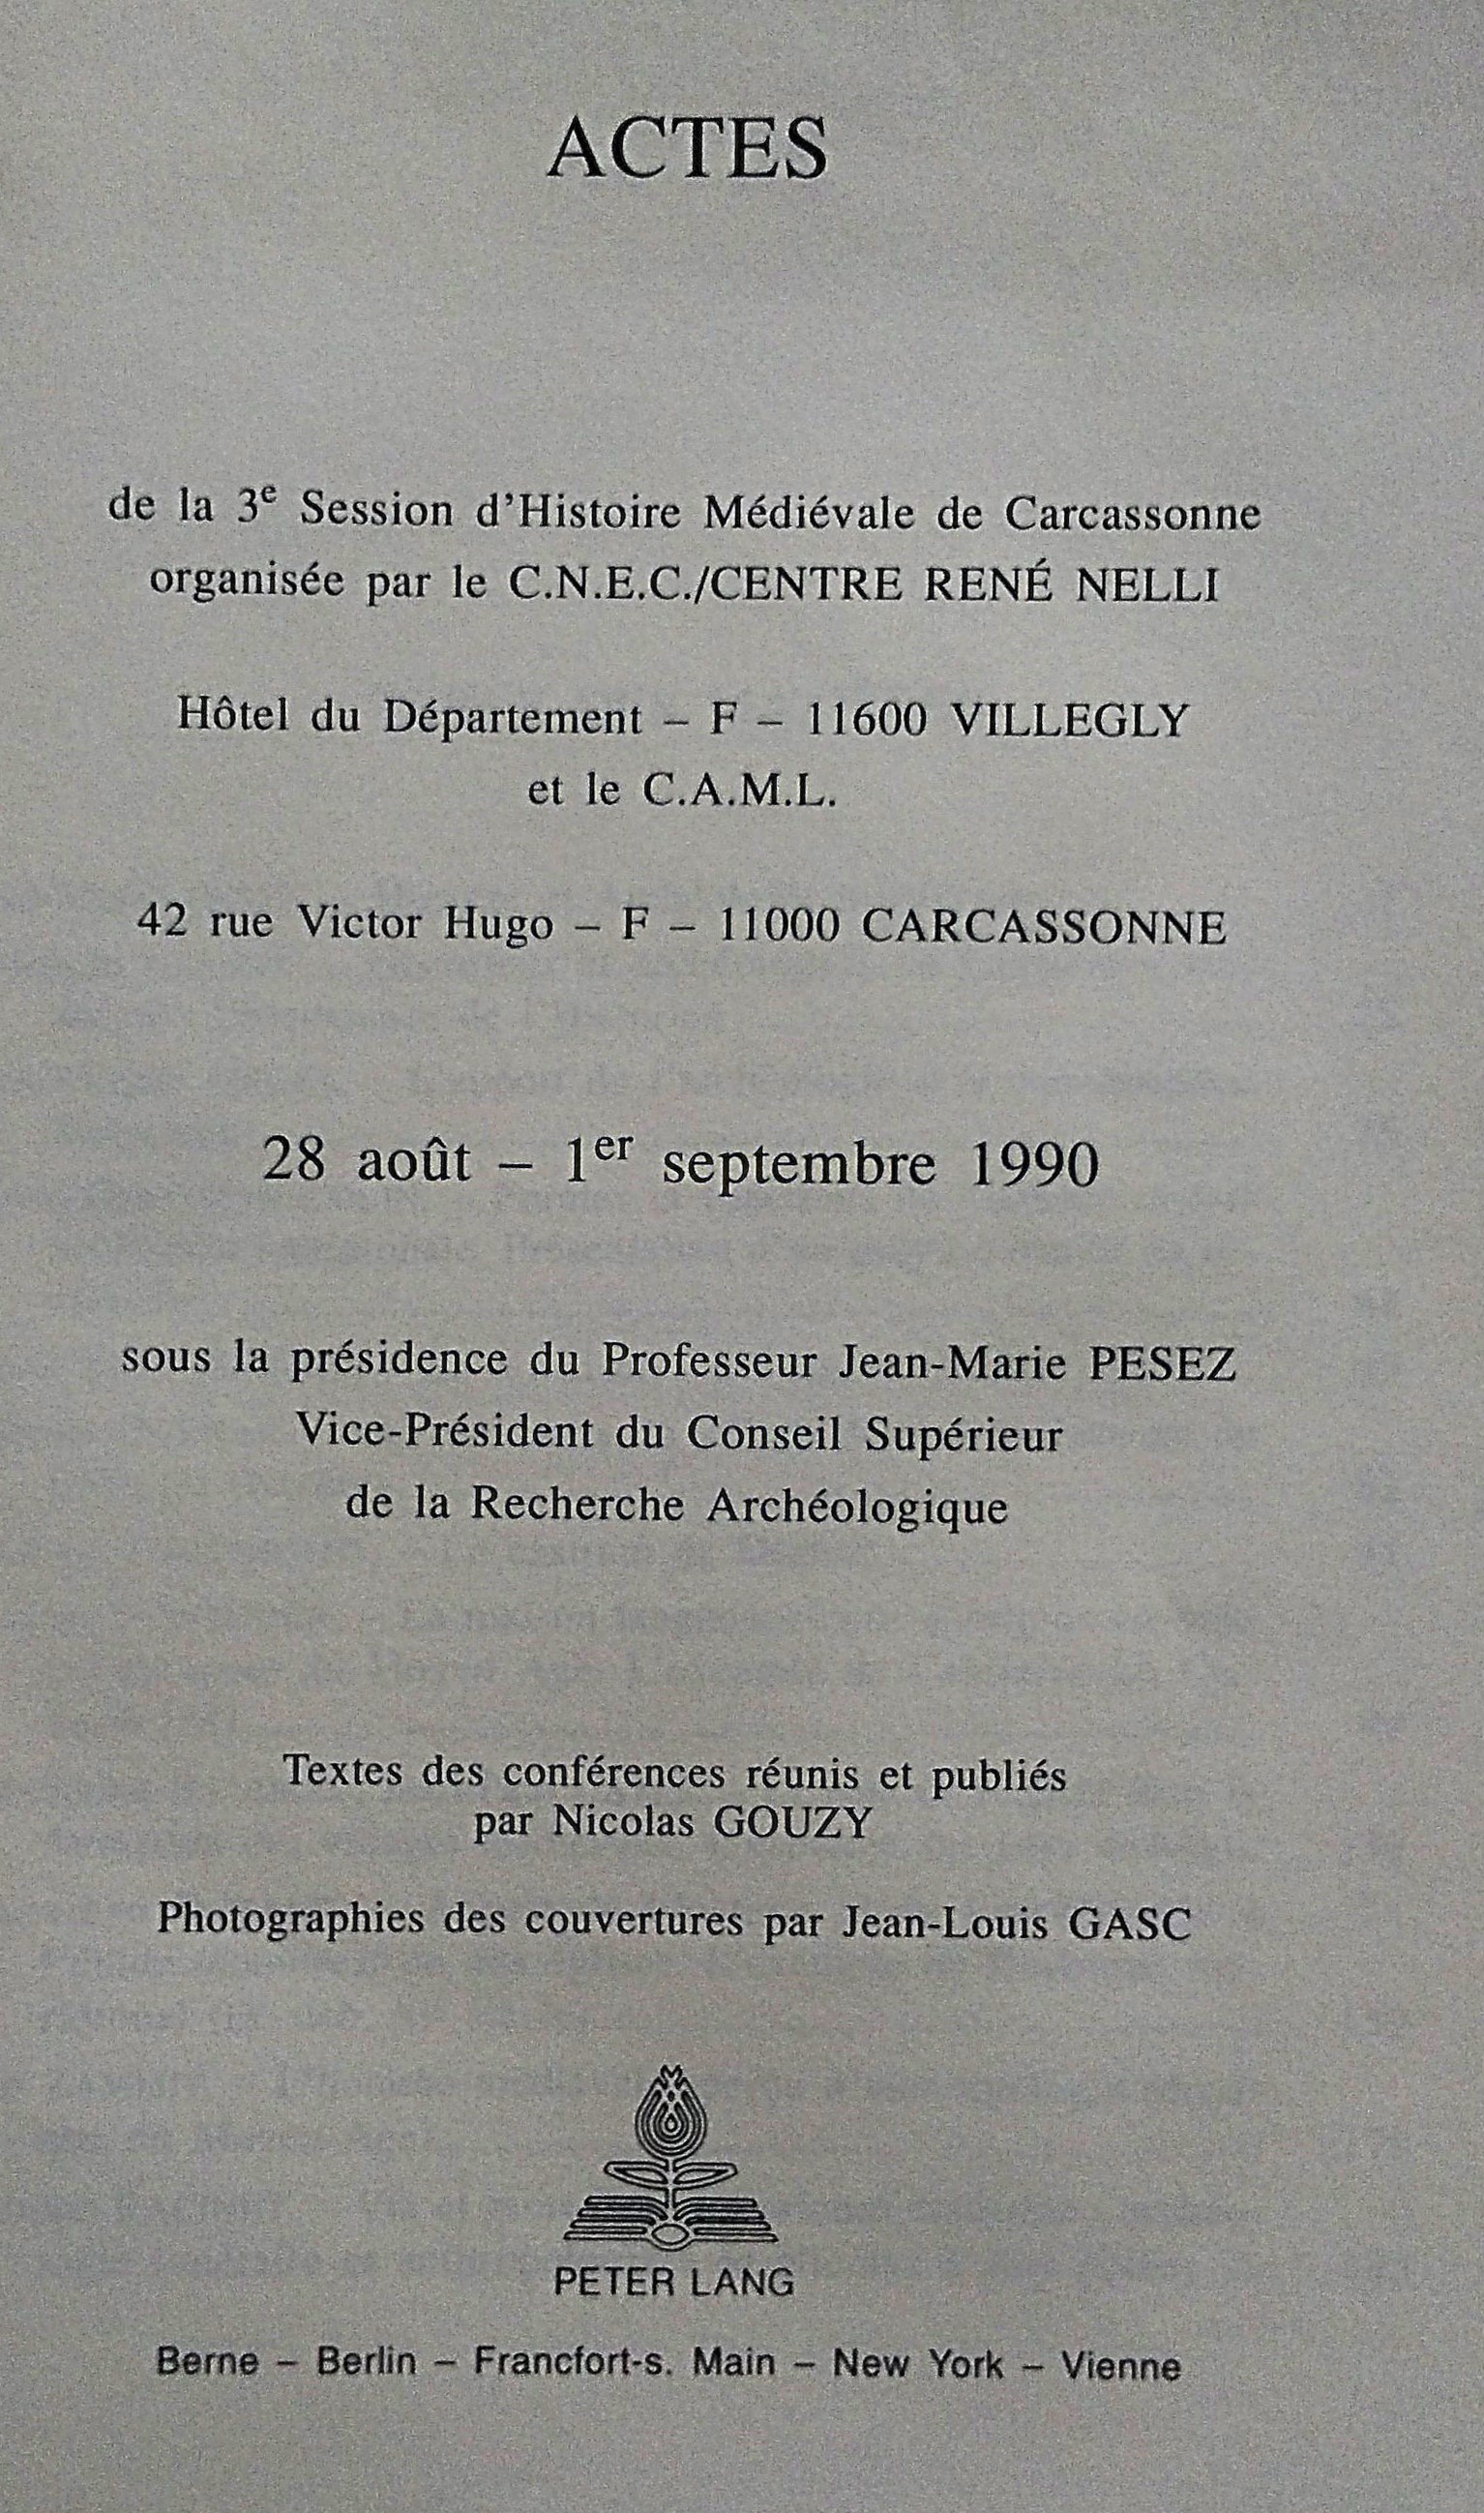 ACTES
de la 3e Session d'Histoire Médiévale de Carcassonne
organisée par le C.N.E.C./CENTRE RENÉ NELLI
Hôtel du Département – F – 11600 VILLEGLY
et le C.A.M.L.
42 rue Victor Hugo – F – 11000 CARCASSONNE
28 août – 1er septembre 1990
sous la présidence du Professeur Jean-Marie PESEZ
Vice-Président du Conseil Supérieur
de la Recherche Archéologique
Textes des conférences réunis et publiés
par Nicolas GOUZY
Photographies des couvertures par Jean-Louis GASC
PETER LANG
Berne – Berlin – Francfort-s. Main – New York – Vienne